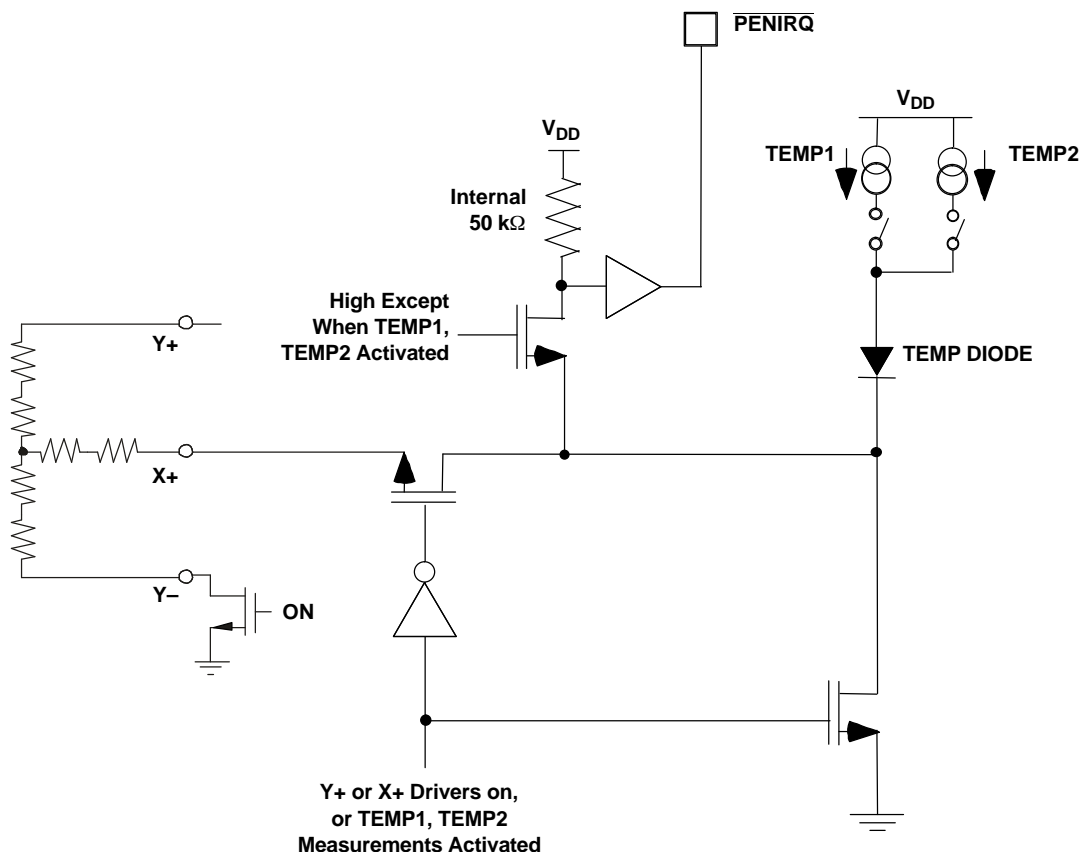 PENIRQ
VDD
TEMP1
TEMP2
VDD
Internal
50 kΩ
High Except
When TEMP1,
TEMP2 Activated
TEMP DIODE
Y+
X+
Y–
ON
Y+ or X+ Drivers on,
or TEMP1, TEMP2
Measurements Activated